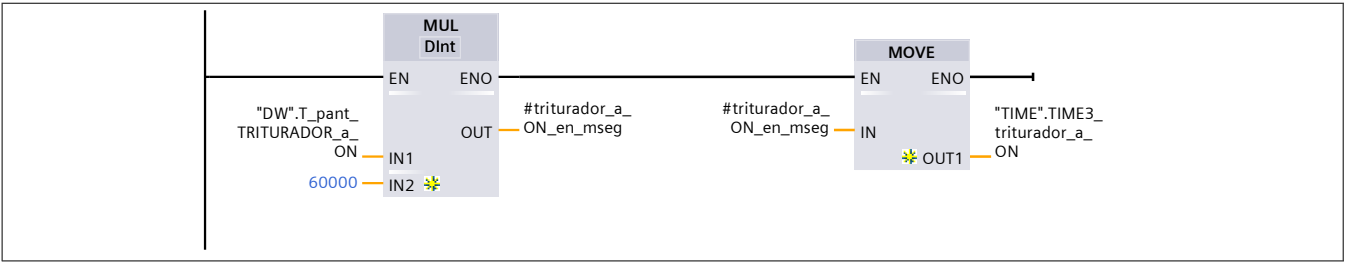 MUL
DInt
EN ENO
"DW".T_pant_
TRITURADOR_a_
ON
IN1
60000
IN2
OUT
#triturador_a_
ON_en_mseg
MOVE
EN ENO
#triturador_a_
ON_en_mseg
IN
OUT1
"TIME".TIME3_
triturador_a_
ON